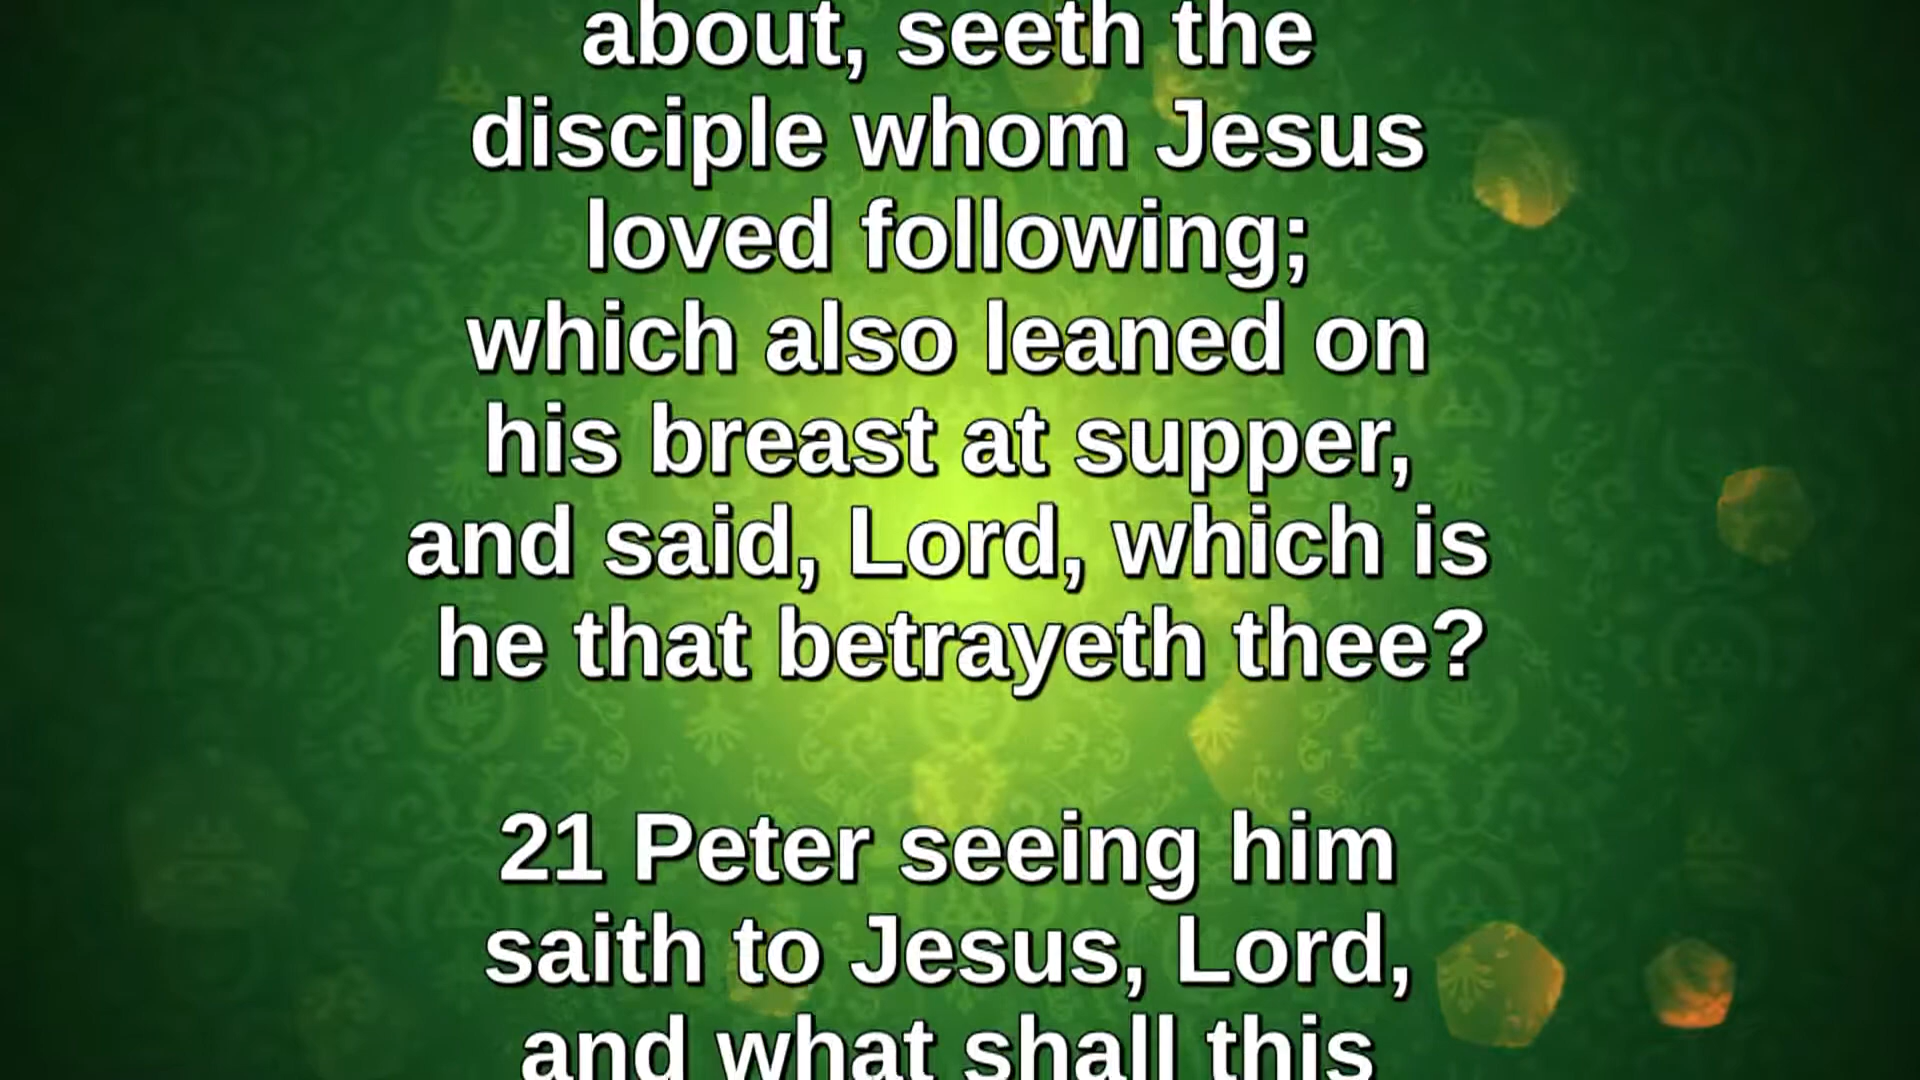 about, seeth the
disciple whom Jesus
loved following;
which also leaned on
his breast at supper,
and said, Lord, which is
he that betrayeth thee?
21 Peter seeing him
saith to Jesus, Lord,
and what shall this